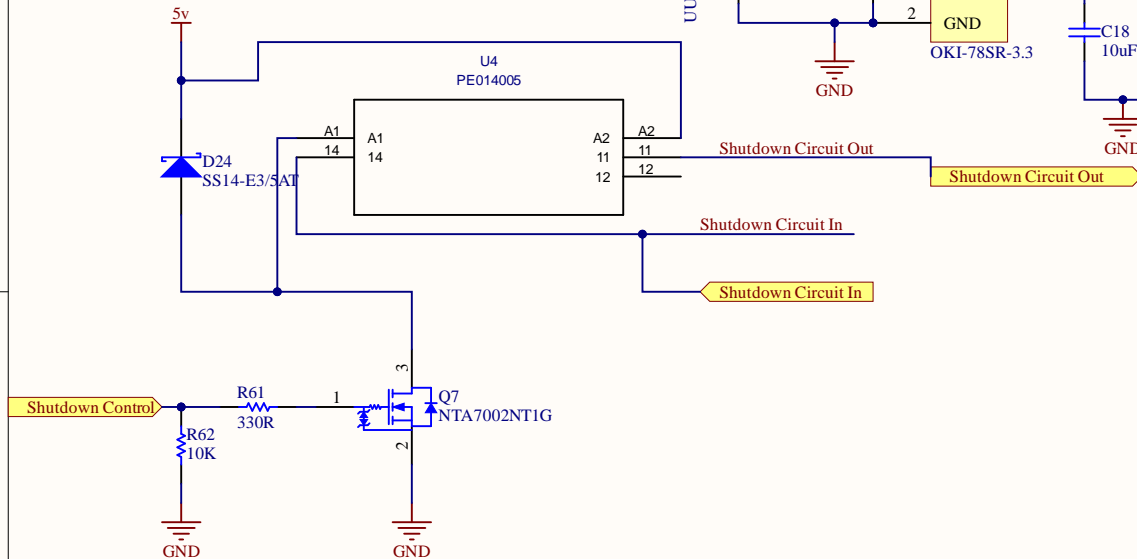 5v
UU
2
GND
OKI-78SR-3.3
GND
C18
10uF
GND
U4
PE014005
A1
A1
14
14
A2
A2
11
11
12
12
D24
SS14-E3/5AT
Shutdown Circuit Out
Shutdown Circuit Out
Shutdown Circuit In
Shutdown Circuit In
3
Shutdown Control
R61
330R
1
Q7
NTA7002NT1G
R62
10K
2
GND
GND